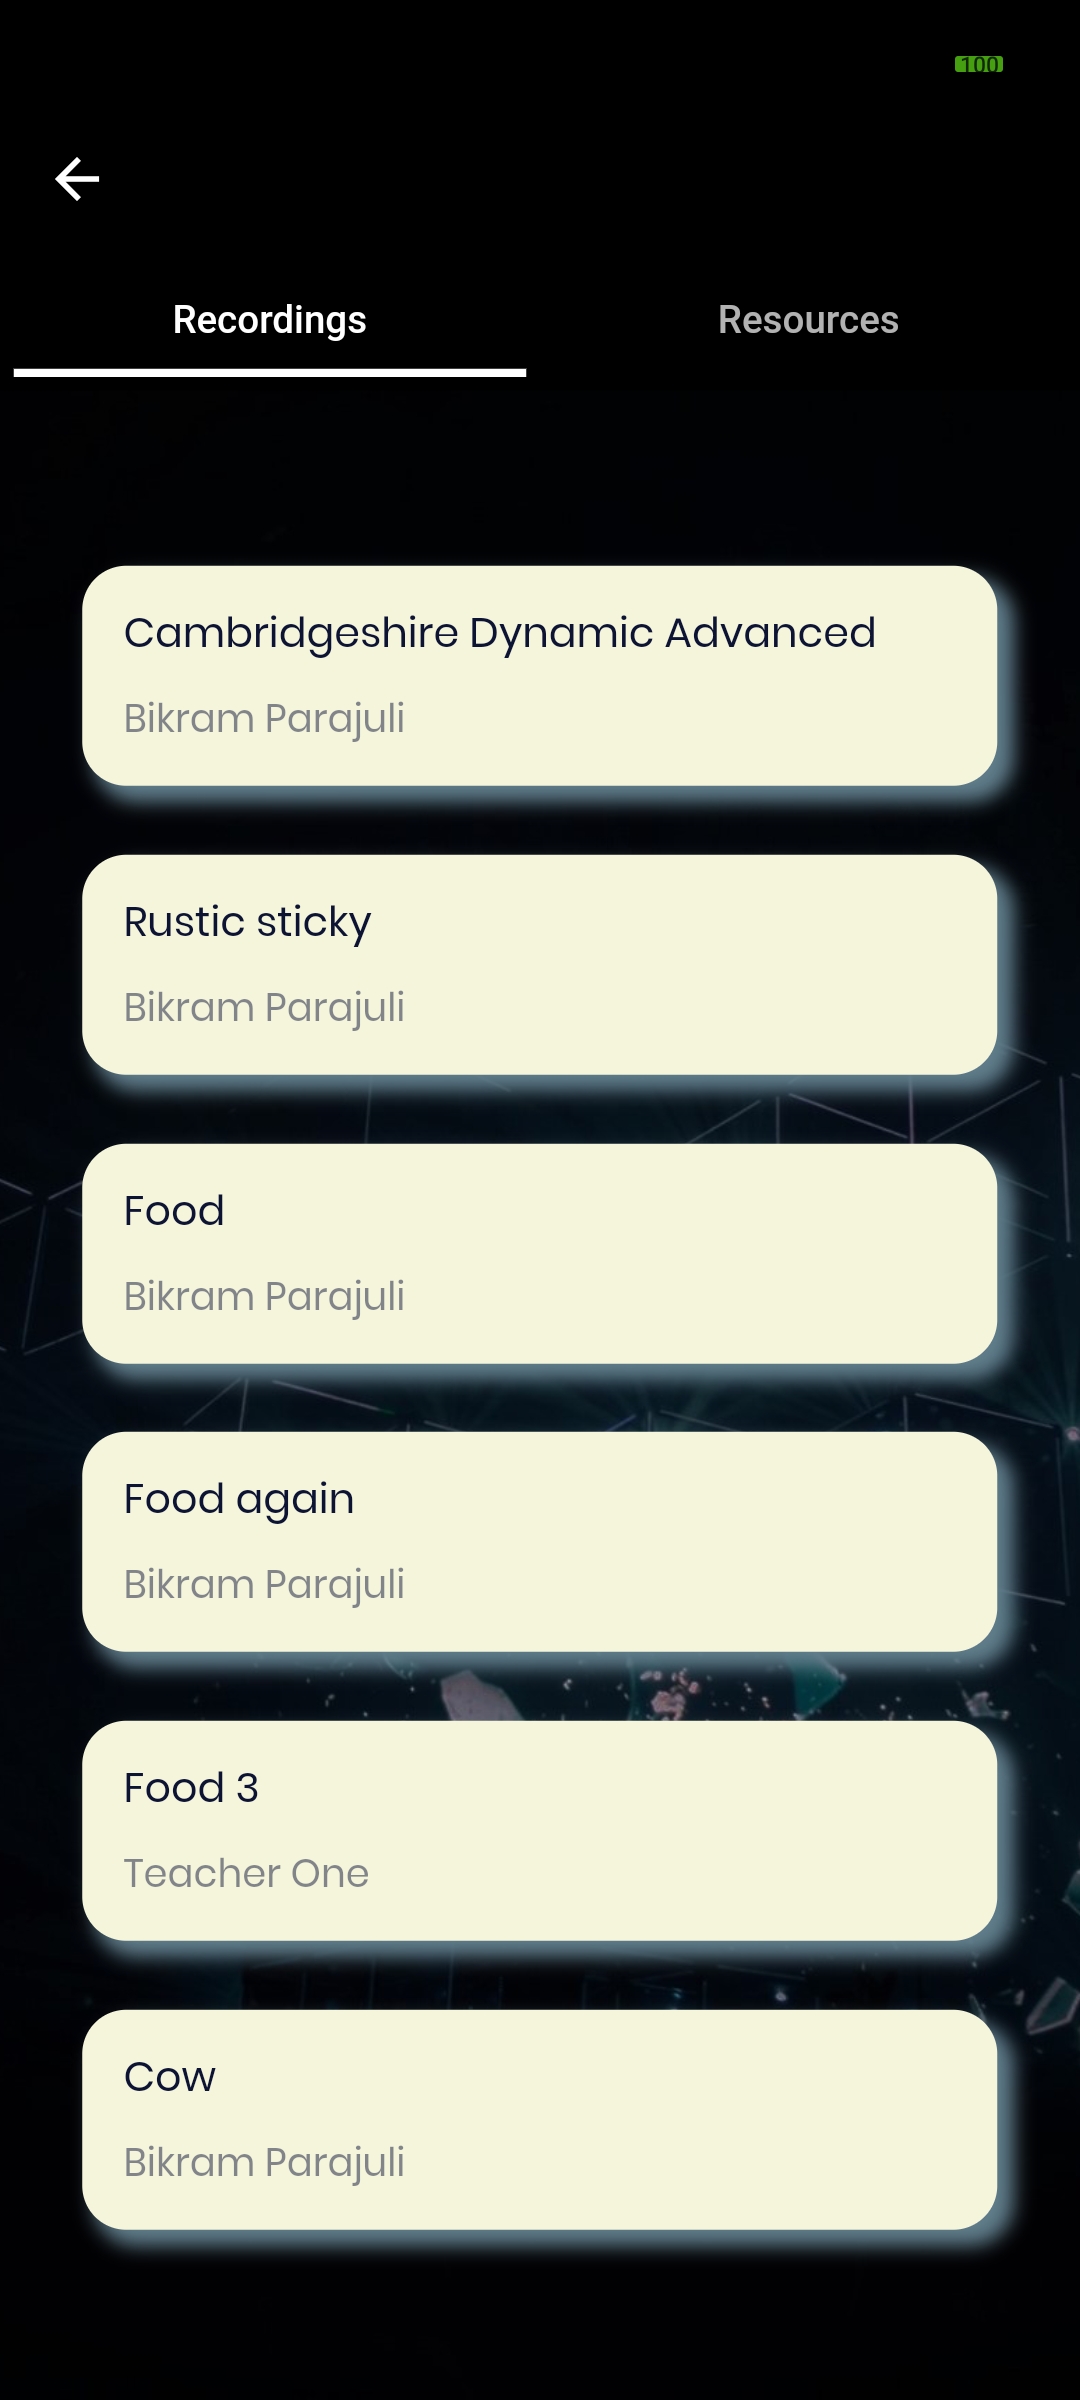 100
Recordings
Resources
Cambridgeshire Dynamic Advanced
Bikram Parajuli
Rustic sticky
Bikram Parajuli
Food
Bikram Parajuli
Food again
Bikram Parajuli
Food 3
Teacher One
Cow
Bikram Parajuli